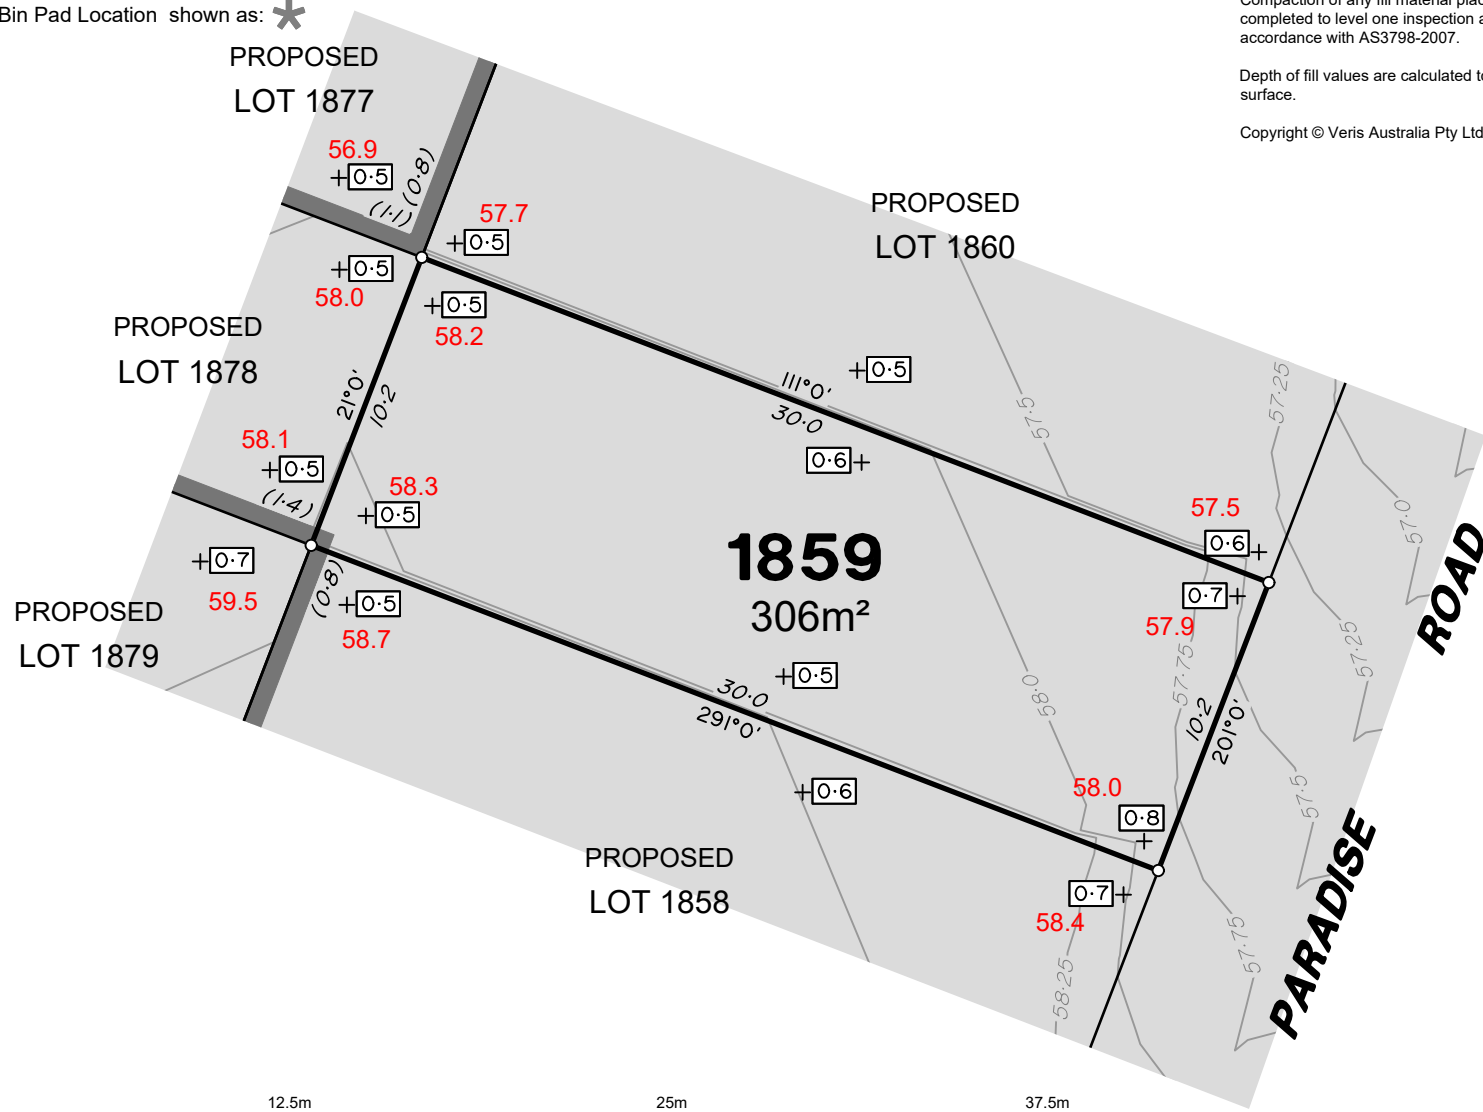 Bin Pad Location shown as:
Compaction of any fill material plac
completed to level one inspection a
accordance with AS3798-2007.
Depth of fill values are calculated to
surface.
Copyright © Veris Australia Pty Ltd
PROPOSED
LOT 1877
56.9
0·5
(0·8)
(1·1)
57.7
0·5
PROPOSED
LOT 1860
0·5
58.0
0·5
58.2
PROPOSED
LOT 1878
21°0'
10·2
111°0'
30·0
0·5
57·5
57·25
58.1
0·5
(1·4)
58.3
0·5
0·6
57.5
0·6
57·0
ROAD
1859
306m²
0·7
59.5
(0·8)
0·5
58.7
PROPOSED
LOT 1879
0·7
57.9
57·75
57·25
58·0
0·5
30·0
291°0'
10·2
201°0'
58.0
0·8
57·5
0·6
PROPOSED
LOT 1858
0·7
58.4
57·75
58·25
PARADISE
12.5m
25m
37.5m